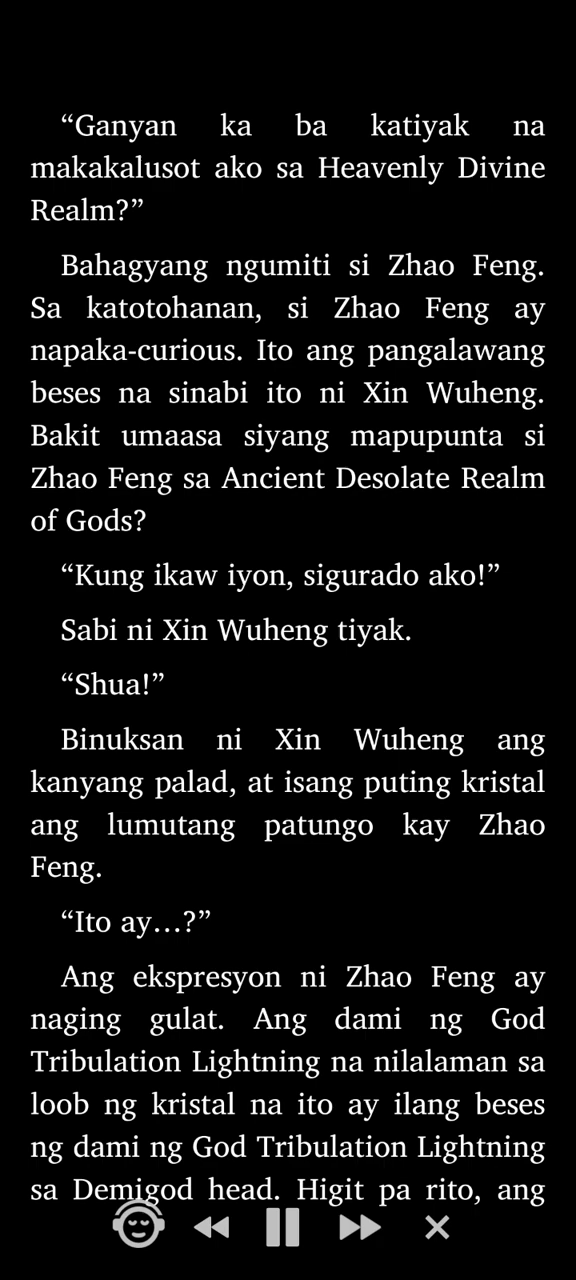 “Ganyan ka ba katiyak na
makakalusot ako sa Heavenly Divine
Realm?”
Bahagyang ngumiti si Zhao Feng.
Sa katotohanan, si Zhao Feng ay
napaka-curious. Ito ang pangalawang
beses na sinabi ito ni Xin Wuheng.
Bakit umaasa siyang mapupunta si
Zhao Feng sa Ancient Desolate Realm
of Gods?
“Kung ikaw iyon, sigurado ako!”
Sabi ni Xin Wuheng tiyak.
“Shua!”
Binuksan ni Xin Wuheng ang
kanyang palad, at isang puting kristal
ang lumutang patungo kay Zhao
Feng.
“Ito ay…?”
Ang ekspresyon ni Zhao Feng ay
naging gulat. Ang dami ng God
Tribulation Lightning na nilalaman sa
loob ng kristal na ito ay ilang beses
ng dami ng God Tribulation Lightning
sa Demigod head. Higit pa rito, ang